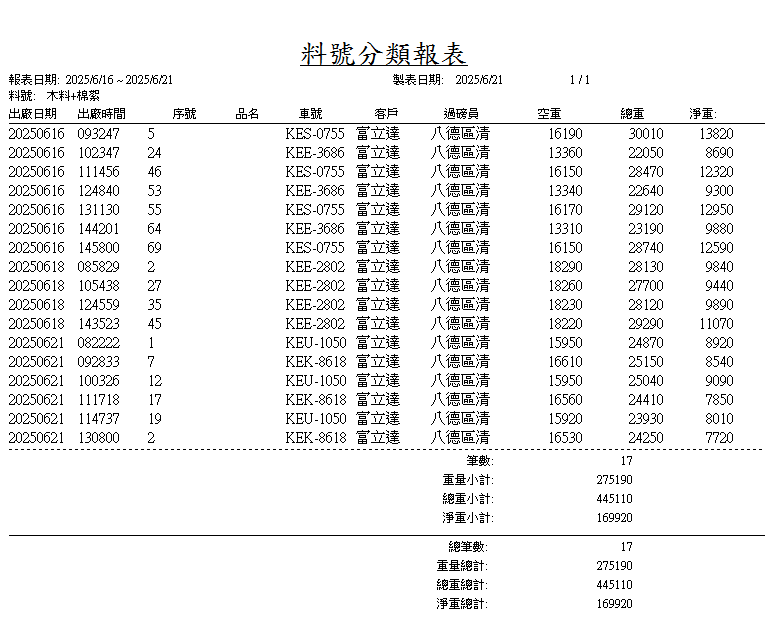 料號分類報表
報表日期: 2025/6/16 ~ 2025/6/21 製表日期: 2025/6/21 1 / 1
料號: 木料+棉絮
出廠日期 出廠時間 序號 品名 車號 客戶 過磅員 空重 總重 淨重:
20250616 093247 5 KES-0755 富立達 八德區清 16190 30010 13820
20250616 102347 24 KEE-3686 富立達 八德區清 13360 22050 8690
20250616 111456 46 KES-0755 富立達 八德區清 16150 28470 12320
20250616 124840 53 KEE-3686 富立達 八德區清 13340 22640 9300
20250616 131130 55 KES-0755 富立達 八德區清 16170 29120 12950
20250616 144201 64 KEE-3686 富立達 八德區清 13310 23190 9880
20250616 145800 69 KES-0755 富立達 八德區清 16150 28740 12590
20250618 085829 2 KEE-2802 富立達 八德區清 18290 28130 9840
20250618 105438 27 KEE-2802 富立達 八德區清 18260 27700 9440
20250618 124559 35 KEE-2802 富立達 八德區清 18230 28120 9890
20250618 143523 45 KEE-2802 富立達 八德區清 18220 29290 11070
20250621 082222 1 KEU-1050 富立達 八德區清 15950 24870 8920
20250621 092833 7 KEK-8618 富立達 八德區清 16610 25150 8540
20250621 100326 12 KEU-1050 富立達 八德區清 15950 25040 9090
20250621 111718 17 KEK-8618 富立達 八德區清 16560 24410 7850
20250621 114737 19 KEU-1050 富立達 八德區清 15920 23930 8010
20250621 130800 2 KEK-8618 富立達 八德區清 16530 24250 7720
筆數: 17
重量小計: 275190
總重小計: 445110
淨重小計: 169920
總筆數: 17
重量總計: 275190
總重總計: 445110
淨重總計: 169920